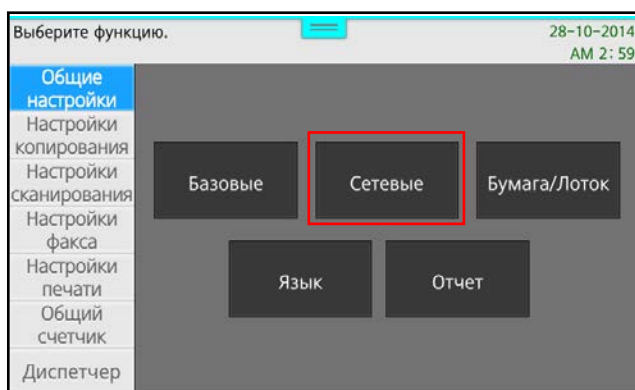 Выберите функцию.
28-10-2014
AM 2:59
Общие
настройки
Настройки
копирования
Настройки
сканирования
Настройки
факса
Настройки
печати
Общий
счетчик
Диспетчер
Базовые
Сетевые
Бумага/Лоток
Язык
Отчет